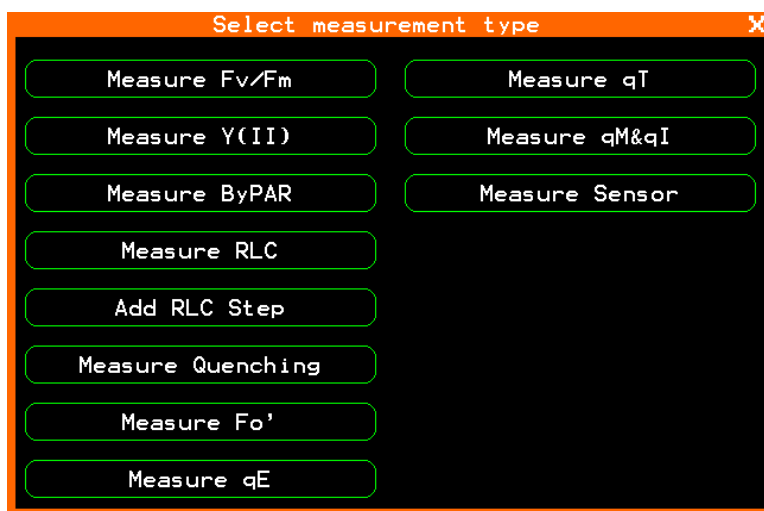 Select measurement type X
Measure Fv/Fm
Measure Y(II)
Measure ByPAR
Measure RLC
Add RLC Step
Measure Quenching
Measure Fo'
Measure qE
Measure qT
Measure qM&qI
Measure Sensor